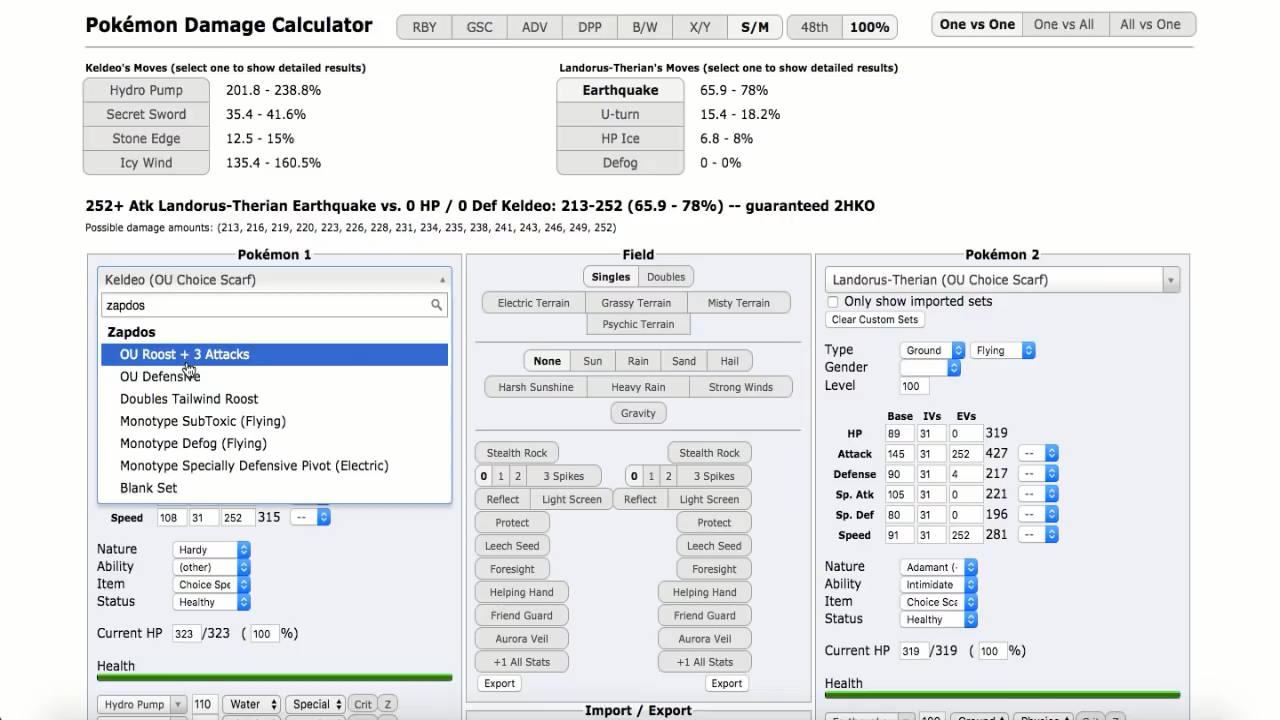 Pokémon Damage Calculator
RBY GSC ADV DPP B/W X/Y S/M 48th 100% One vs One One vs All All vs One
Keldeo's Moves (select one to show detailed results)
Hydro Pump 201.8 - 238.8%
Secret Sword 35.4 - 41.6%
Stone Edge 12.5 - 15%
Icy Wind 135.4 - 160.5%
Landorus-Therian's Moves (select one to show detailed results)
Earthquake 65.9 - 78%
U-turn 15.4 - 18.2%
HP Ice 6.8 - 8%
Defog 0 - 0%
252+ Atk Landorus-Therian Earthquake vs. 0 HP / 0 Def Keldeo: 213-252 (65.9 - 78%) -- guaranteed 2HKO
Possible damage amounts: (213, 216, 219, 220, 223, 226, 228, 231, 234, 235, 238, 241, 243, 246, 249, 252)
Pokémon 1
Keldeo (OU Choice Scarf)
zapdos
Zapdos
OU Roost + 3 Attacks
OU Defensive
Doubles Tailwind Roost
Monotype SubToxic (Flying)
Monotype Defog (Flying)
Monotype Specially Defensive Pivot (Electric)
Blank Set
Speed 108 31 252 315 --
Nature Hardy
Ability (other)
Item Choice Spe
Status Healthy
Current HP 323 /323 ( 100 %)
Health
Hydro Pump 110 Water Special Crit Z
Field
Singles Doubles
Electric Terrain Grassy Terrain Misty Terrain
Psychic Terrain
None Sun Rain Sand Hail
Harsh Sunshine Heavy Rain Strong Winds
Gravity
Stealth Rock Stealth Rock
0 1 2 3 Spikes 0 1 2 3 Spikes
Reflect Light Screen Reflect Light Screen
Protect Protect
Leech Seed Leech Seed
Foresight Foresight
Helping Hand Helping Hand
Friend Guard Friend Guard
Aurora Veil Aurora Veil
+1 All Stats +1 All Stats
Export Export
Import / Export
Pokémon 2
Landorus-Therian (OU Choice Scarf)
Only show imported sets
Clear Custom Sets
Type Ground Flying
Gender
Level 100
Base IVs EVs
HP 89 31 0 319
Attack 145 31 252 427 --
Defense 90 31 4 217 --
Sp. Atk 105 31 0 221 --
Sp. Def 80 31 0 196 --
Speed 91 31 252 281 --
Nature Adamant (
Ability Intimidate
Item Choice Sca
Status Healthy
Current HP 319 /319 ( 100 %)
Health